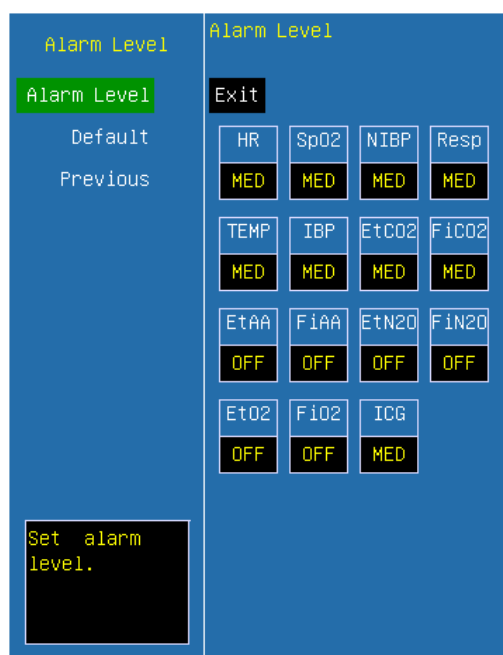 Alarm Level
Alarm Level
Default
Previous
Set alarm
level.
Alarm Level
Exit
HR SpO2 NIBP Resp
MED MED MED MED
TEMP IBP EtCO2 FiCO2
MED MED MED MED
EtAA FiAA EtN2O FiN2O
OFF OFF OFF OFF
EtO2 FiO2 ICG
OFF OFF MED